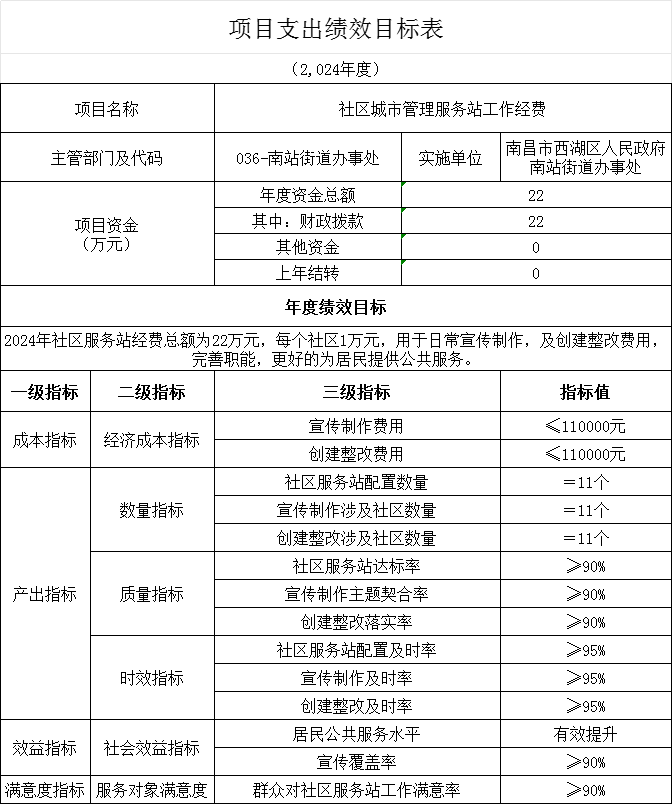 项目支出绩效目标表
（2,024年度）
项目名称 社区城市管理服务站工作经费
主管部门及代码 036-南站街道办事处 实施单位 南昌市西湖区人民政府南站街道办事处
项目资金
（万元）
年度资金总额 22
其中：财政拨款 22
其他资金 0
上年结转 0
年度绩效目标
2024年社区服务站经费总额为22万元，每个社区1万元，用于日常宣传制作，及创建整改费用，
完善职能，更好的为居民提供公共服务。
一级指标 二级指标 三级指标 指标值
成本指标 经济成本指标 宣传制作费用 ≤110000元
创建整改费用 ≤110000元
产出指标 数量指标 社区服务站配置数量 ＝11个
宣传制作涉及社区数量 ＝11个
创建整改涉及社区数量 ＝11个
质量指标 社区服务站达标率 ≥90%
宣传制作主题契合率 ≥90%
创建整改落实率 ≥90%
时效指标 社区服务站配置及时率 ≥95%
宣传制作及时率 ≥95%
创建整改及时率 ≥95%
效益指标 社会效益指标 居民公共服务水平 有效提升
宣传覆盖率 ≥90%
满意度指标 服务对象满意度 群众对社区服务站工作满意率 ≥90%